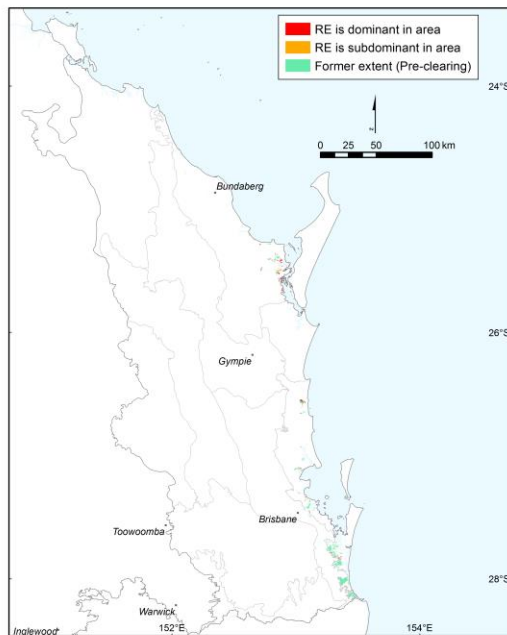 RE is dominant in area
RE is subdominant in area
Former extent (Pre-clearing)
24°S
0 25 50 100 km
Bundaberg
26°S
Gympie
Brisbane
Toowoomba
28°S
Warwick
152°E
154°E
Inglewood